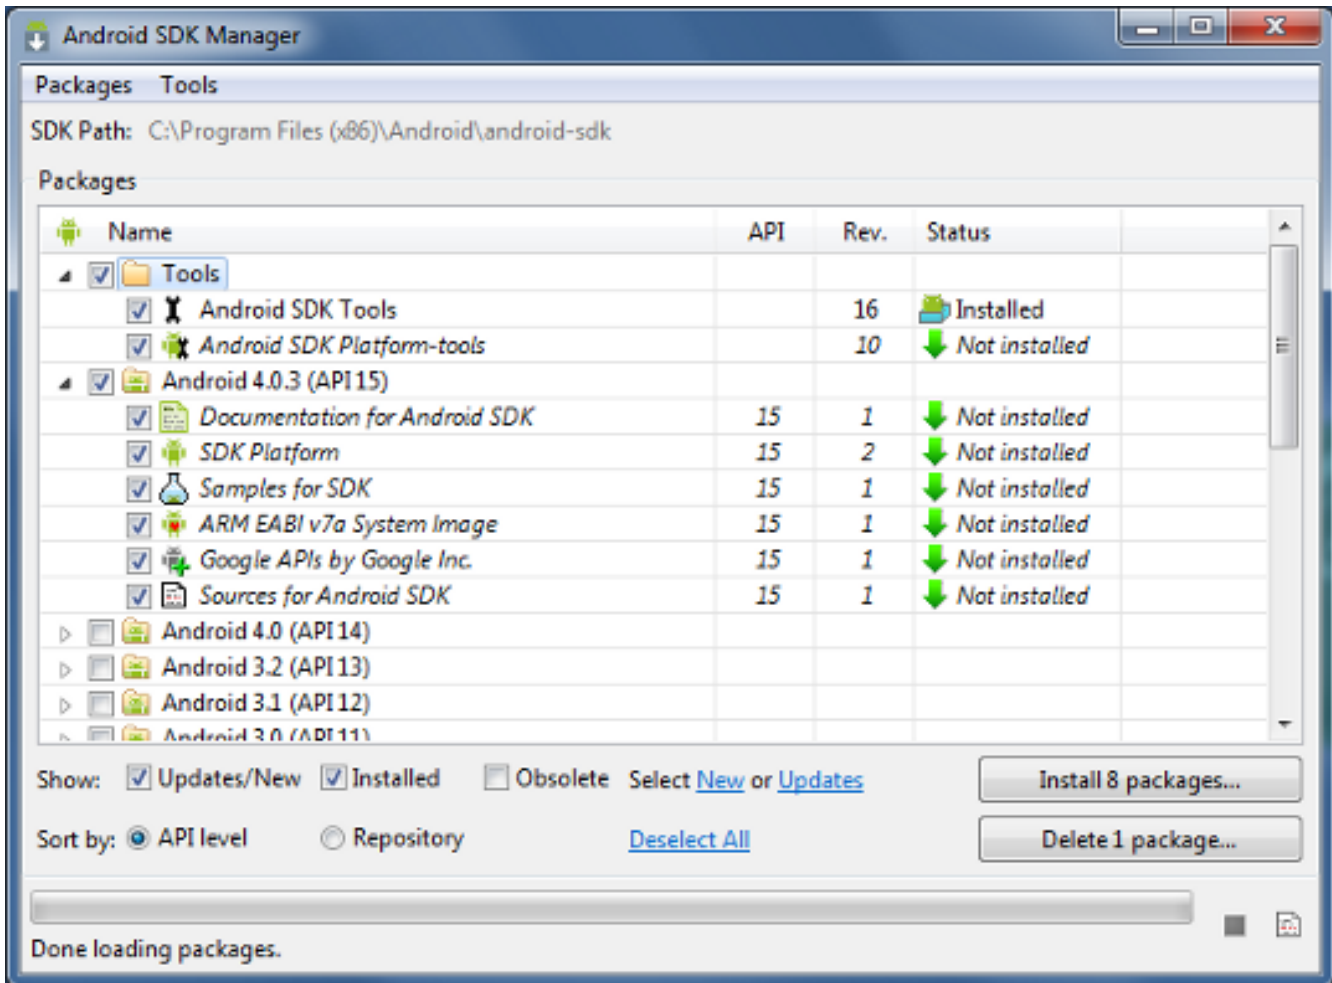 Android SDK Manager
Packages Tools
SDK Path: C:\Program Files (x86)\Android\android-sdk
Packages
Name API Rev. Status
Tools
Android SDK Tools 16 Installed
Android SDK Platform-tools 10 Not installed
Android 4.0.3 (API 15)
Documentation for Android SDK 15 1 Not installed
SDK Platform 15 2 Not installed
Samples for SDK 15 1 Not installed
ARM EABI v7a System Image 15 1 Not installed
Google APIs by Google Inc. 15 1 Not installed
Sources for Android SDK 15 1 Not installed
Android 4.0 (API 14)
Android 3.2 (API 13)
Android 3.1 (API 12)
Android 3.0 (API 11)
Show: Updates/New Installed Obsolete Select New or Updates Install 8 packages...
Sort by: API level Repository Deselect All Delete 1 package...
Done loading packages.